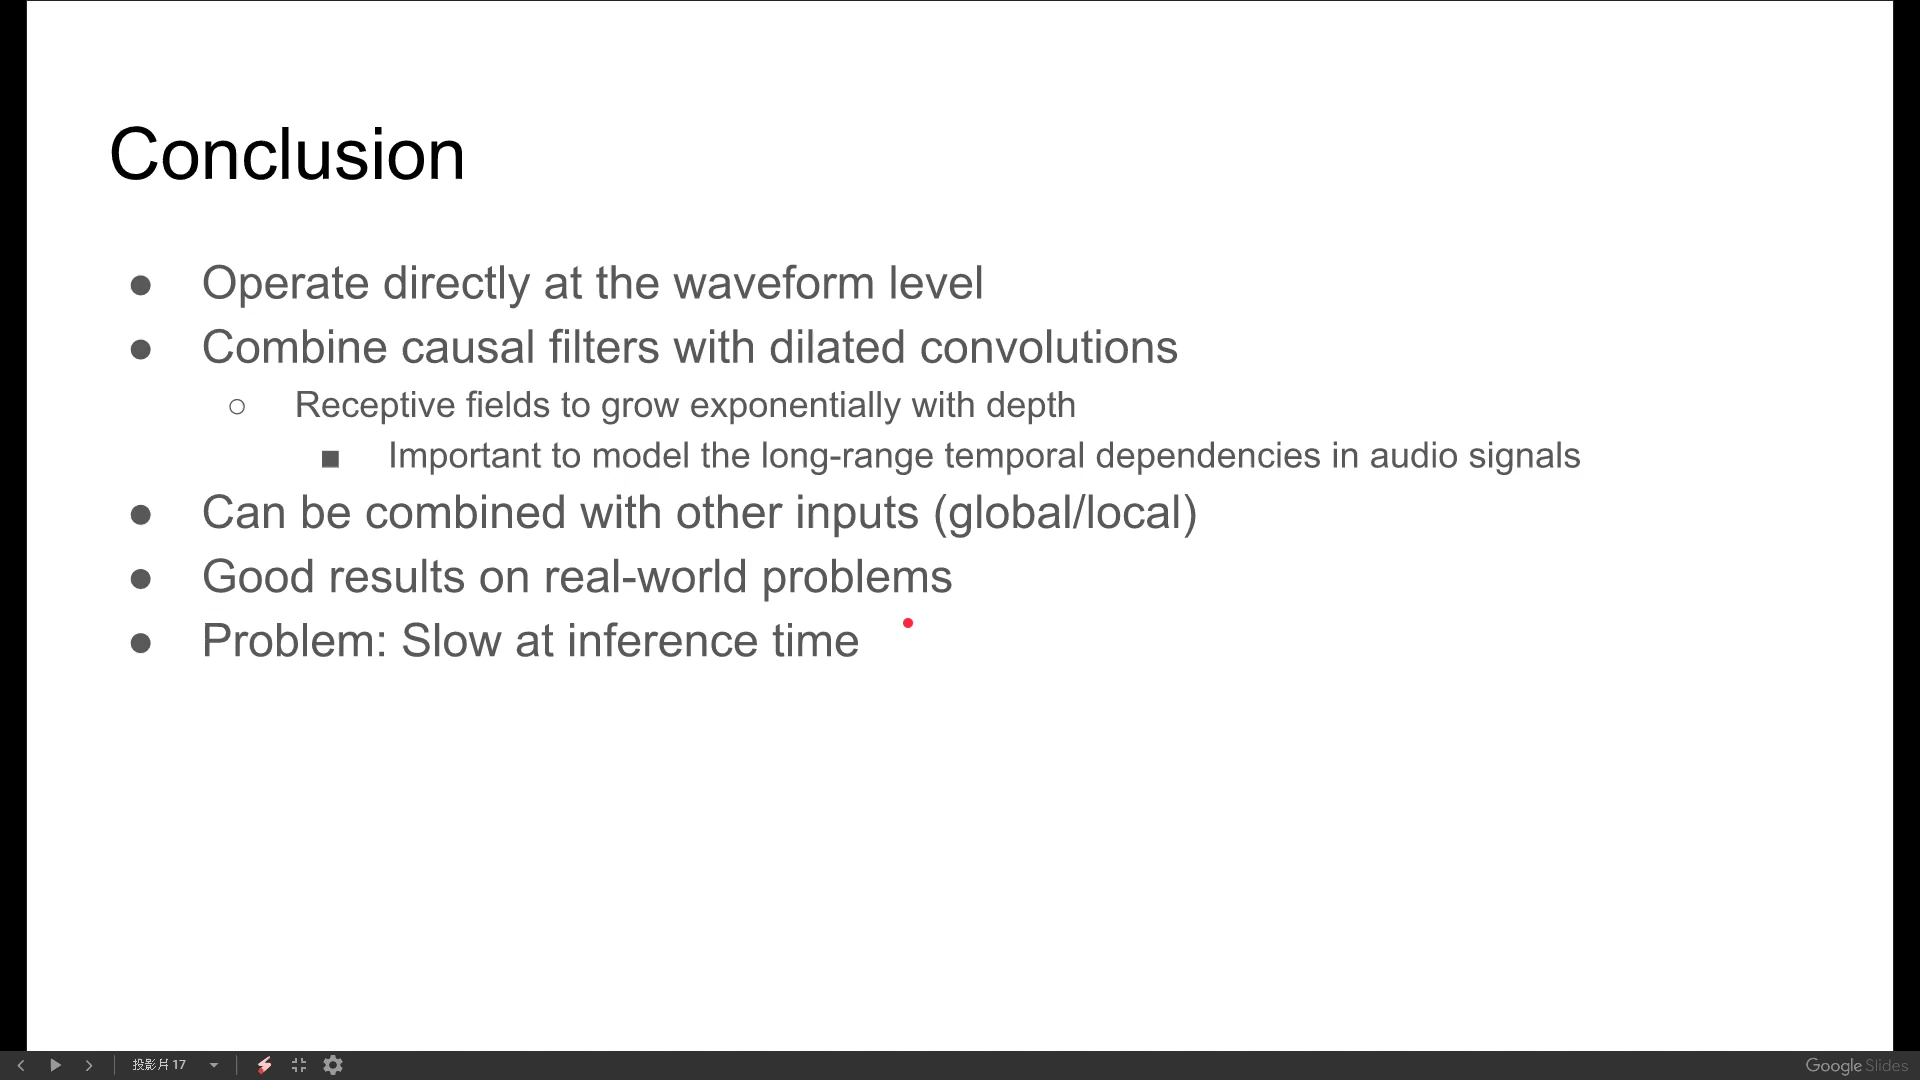 Conclusion
● Operate directly at the waveform level
● Combine causal filters with dilated convolutions
○ Receptive fields to grow exponentially with depth
■ Important to model the long-range temporal dependencies in audio signals
● Can be combined with other inputs (global/local)
● Good results on real-world problems
● Problem: Slow at inference time
投影片 17
Google Slides